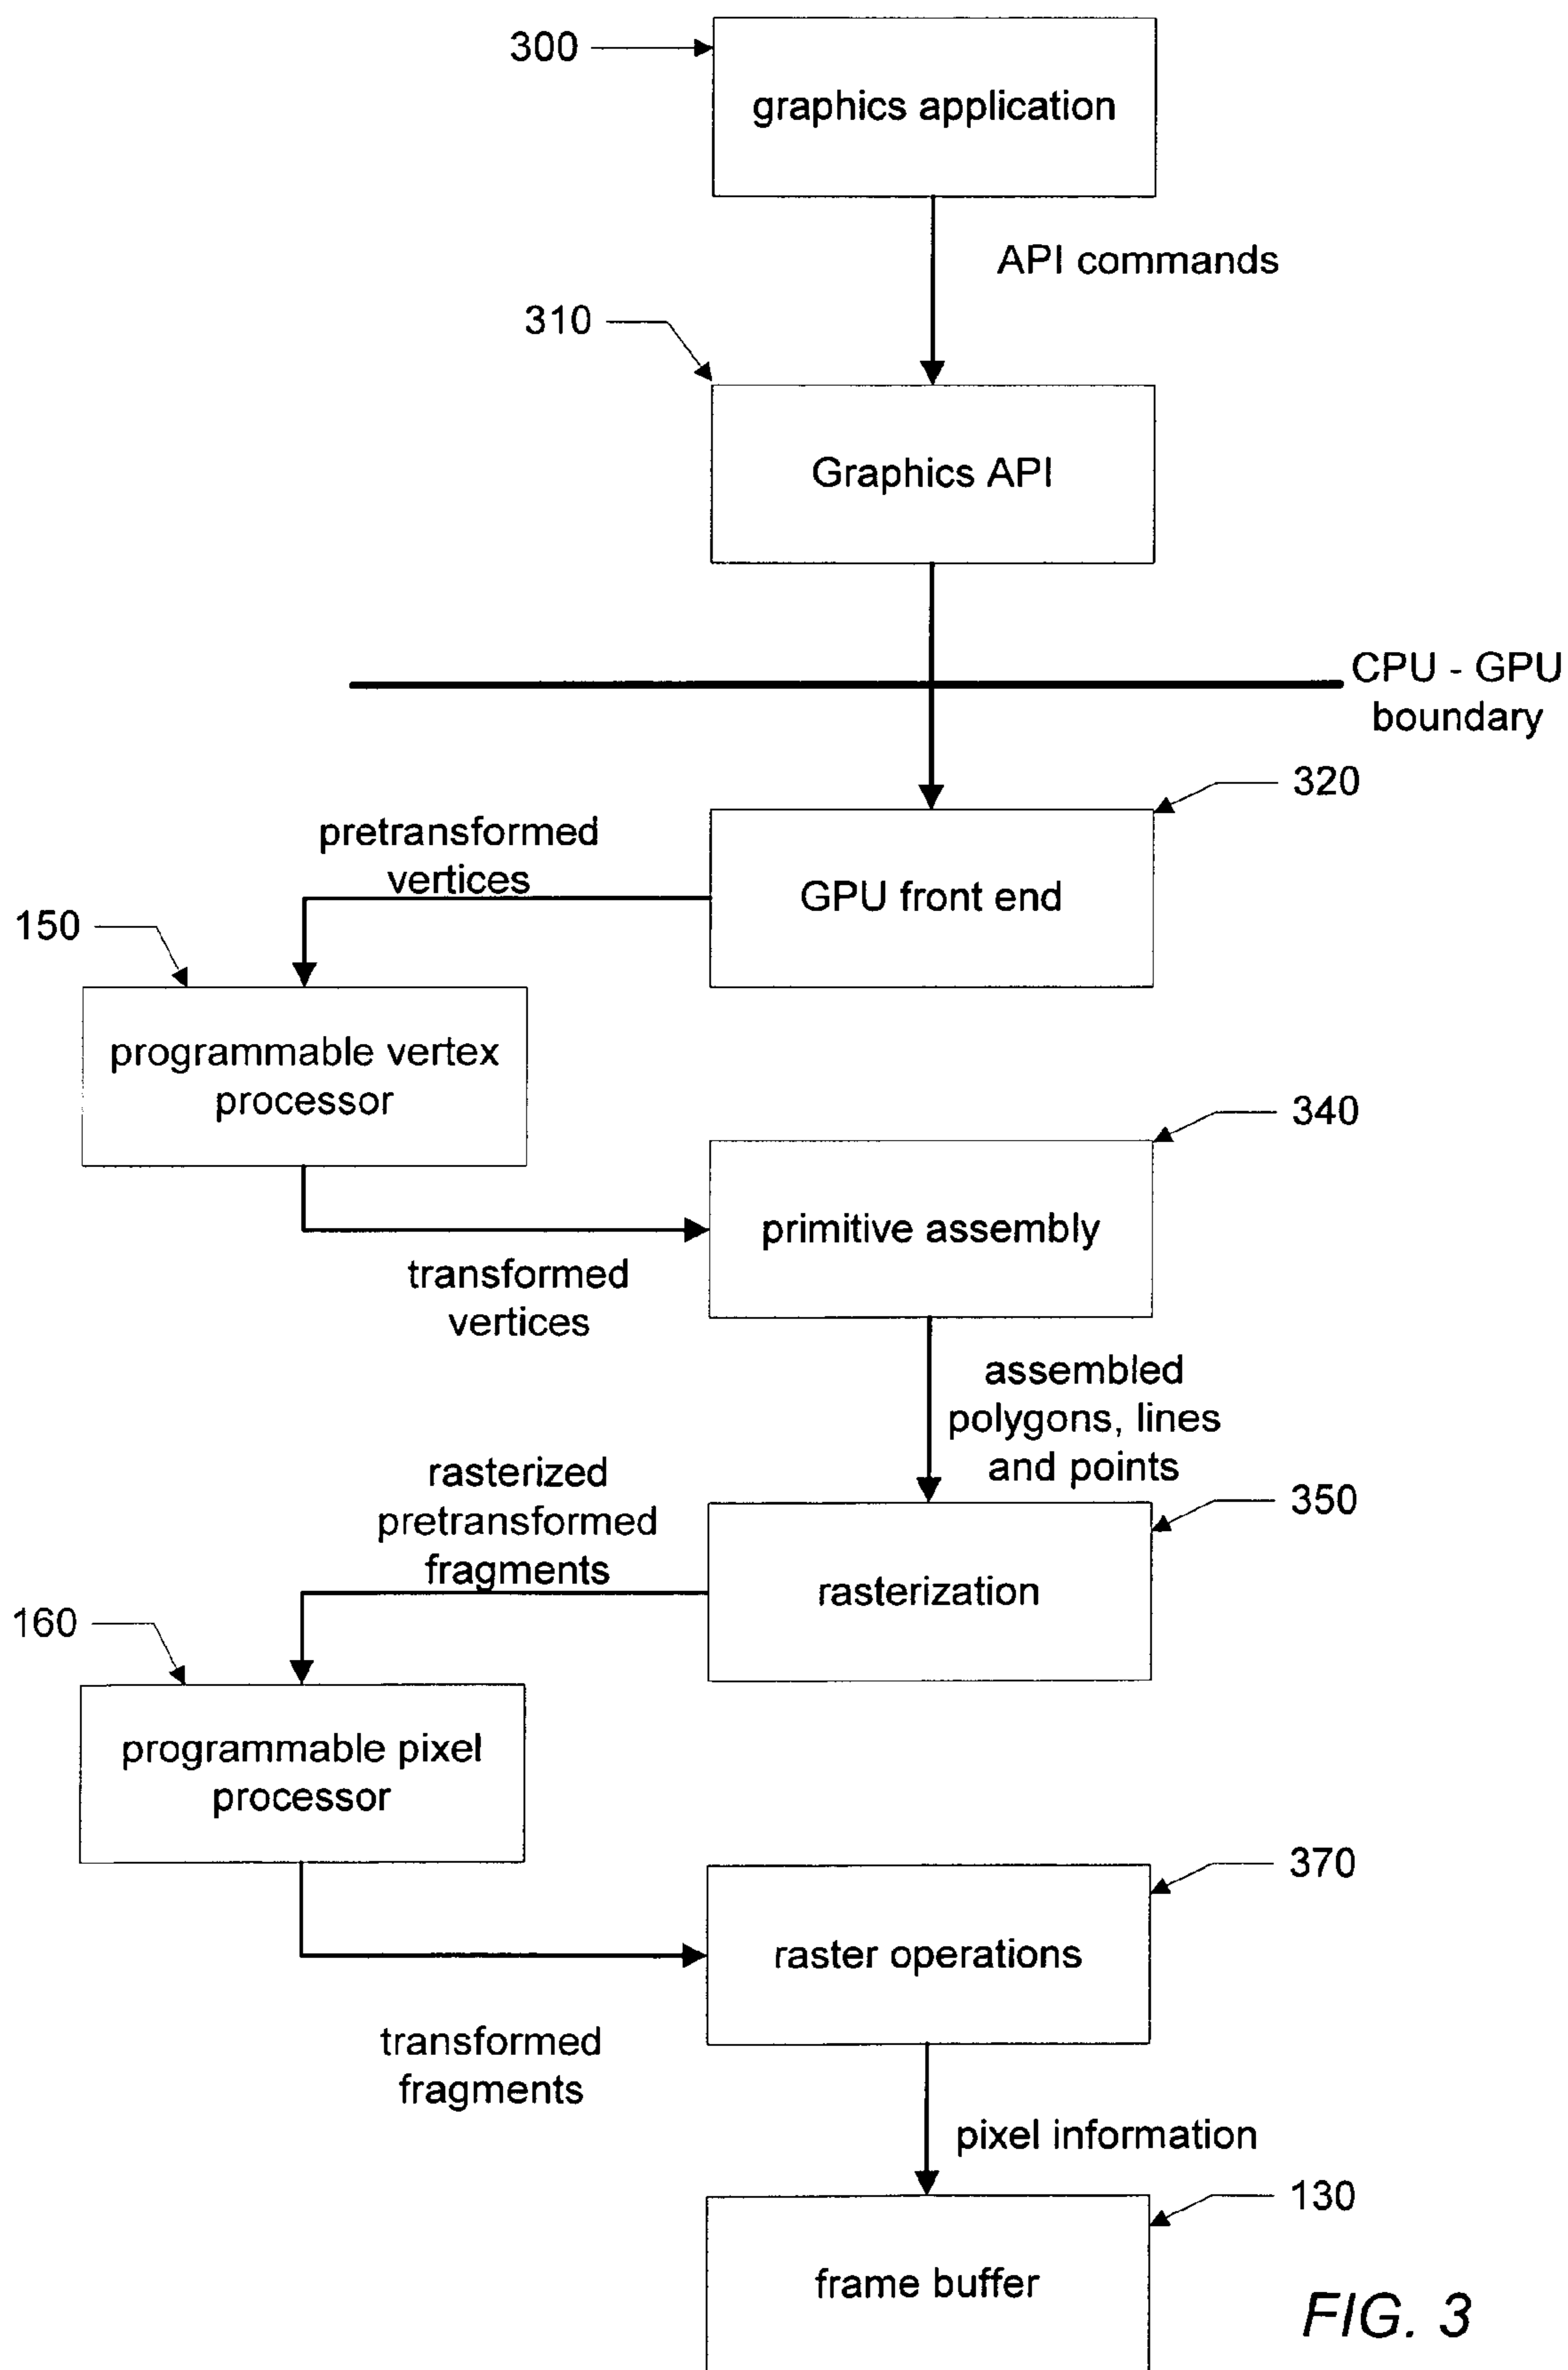 300
graphics application
API commands
310
Graphics API
CPU - GPU
boundary
320
pretransformed
vertices
GPU front end
150
programmable vertex
processor
340
primitive assembly
transformed
vertices
assembled
polygons, lines
and points
rasterized
pretransformed
fragments
350
rasterization
160
programmable pixel
processor
370
raster operations
transformed
fragments
pixel information
130
frame buffer
FIG. 3